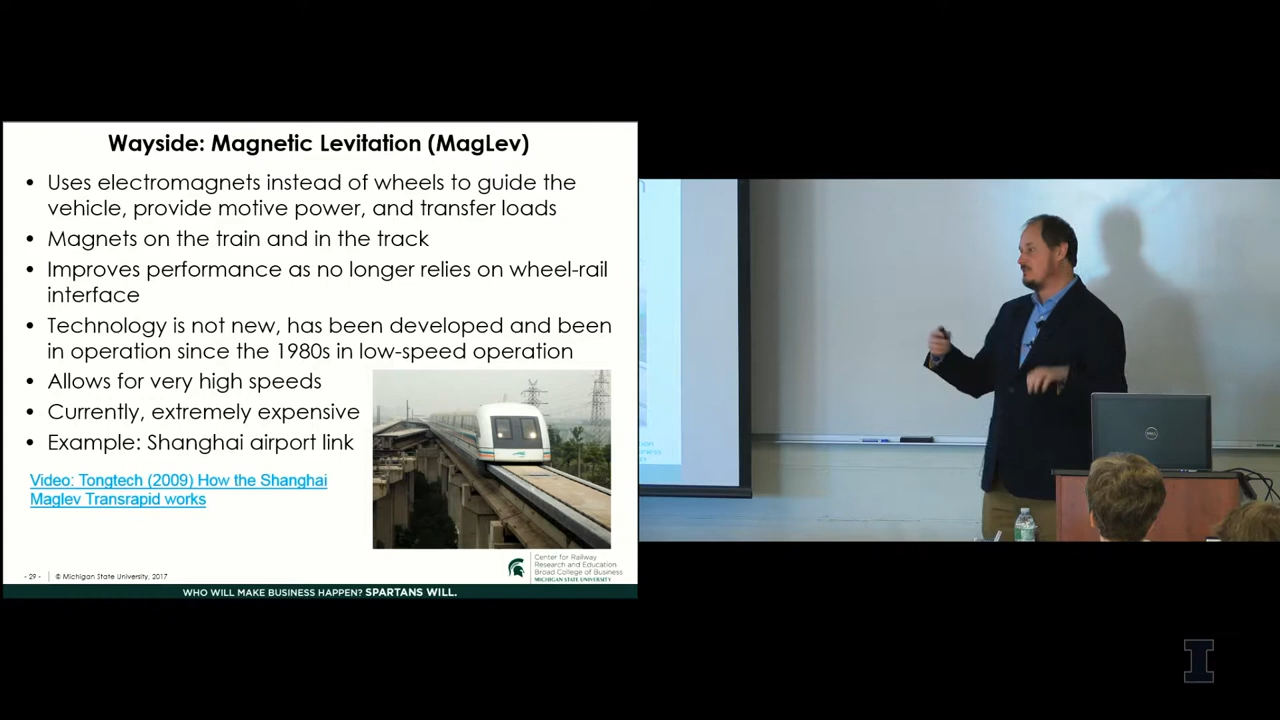 Wayside: Magnetic Levitation (MagLev)
• Uses electromagnets instead of wheels to guide the
vehicle, provide motive power, and transfer loads
• Magnets on the train and in the track
• Improves performance as no longer relies on wheel-rail
interface
• Technology is not new, has been developed and been
in operation since the 1980s in low-speed operation
• Allows for very high speeds
• Currently, extremely expensive
• Example: Shanghai airport link
Video: Tongtech (2009) How the Shanghai
Maglev Transrapid works
Center for Railway
Research and Education
Broad College of Business
MICHIGAN STATE UNIVERSITY
- 29 - | © Michigan State University, 2017
WHO WILL MAKE BUSINESS HAPPEN? SPARTANS WILL.
DELL
I